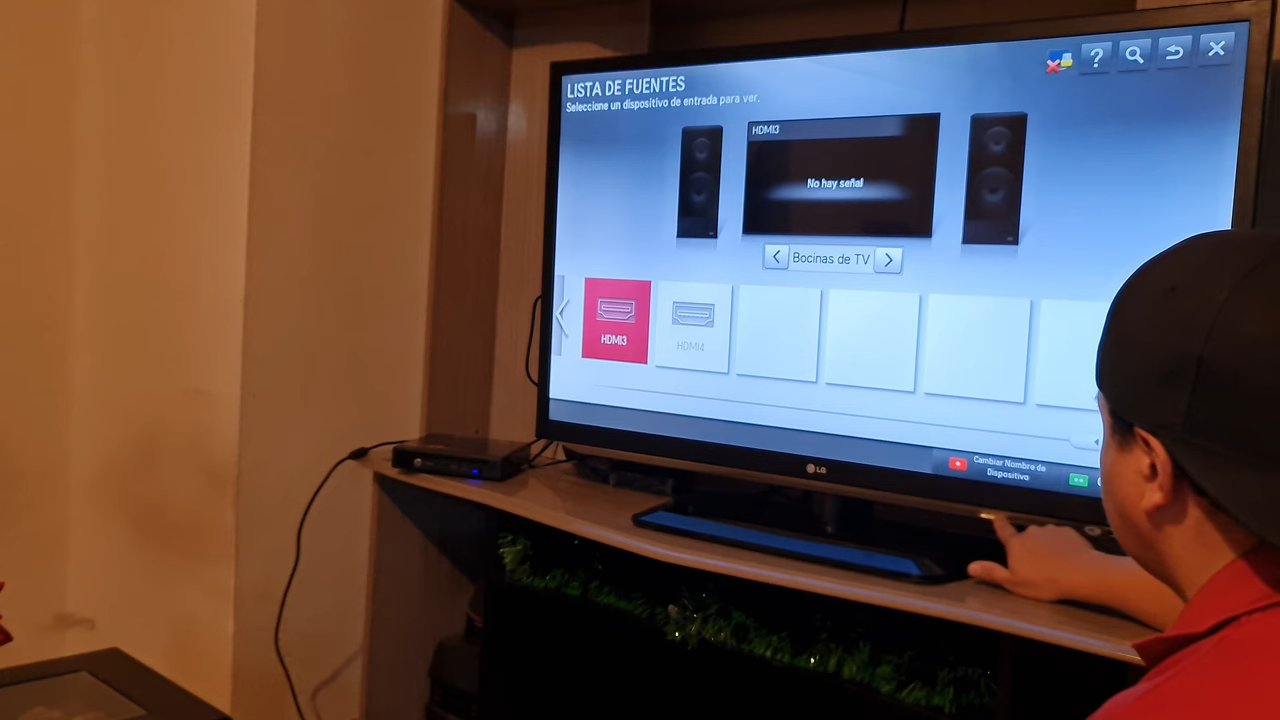 LISTA DE FUENTES
Seleccione un dispositivo de entrada para ver.
HDMI3
No hay señal
Bocinas de TV
HDMI3
HDMI4
Cambiar Nombre de
Dispositivo
LG